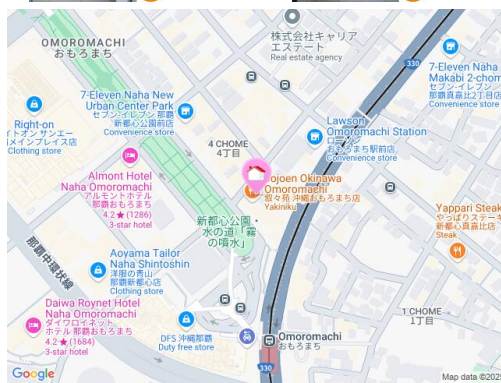 株式会社キャリア
エステート
Real estate agency
OMOROMACHI
おもろまち
330
7-Eleven Naha
Makabi 2-chom
セブン-イレブン
那覇真嘉比2丁目店
Convenience store
7-Eleven Naha New
Urban Center Park
セブン-イレブン 那覇
新都心公園前店
Convenience store
Lawson
Omoromachi Station
ローソン
おもろまち駅前店
Convenience store
Right-on
イトオン サンエー
メインプレイス店
Clothing store
4 CHOME
4丁目
Almont Hotel
Naha Omoromachi
アルモントホテル
那覇おもろまち
4.2★(1286)
3-star hotel
Jojoen Okinawa
Omoromachi
叙々苑 沖縄おもろまち店
Yakiniku
新都心公園・
水の道「霧
の噴水」
Yappari Steak
やっぱりステーキ
新都心真嘉比
Steak
Aoyama Tailor
Naha Shintoshin
洋服の青山
那覇新都心店
Clothing store
那覇中環状線
Daiwa Roynet Hotel
Naha Omoromachi
ダイワロイネット
ホテル 那覇おもろまち
4.2★(1684)
3-star hotel
DFS 沖縄那覇
Duty free store
Omoromachi
おもろまち
1 CHOME
1丁目
330
Google
Map data ©2025